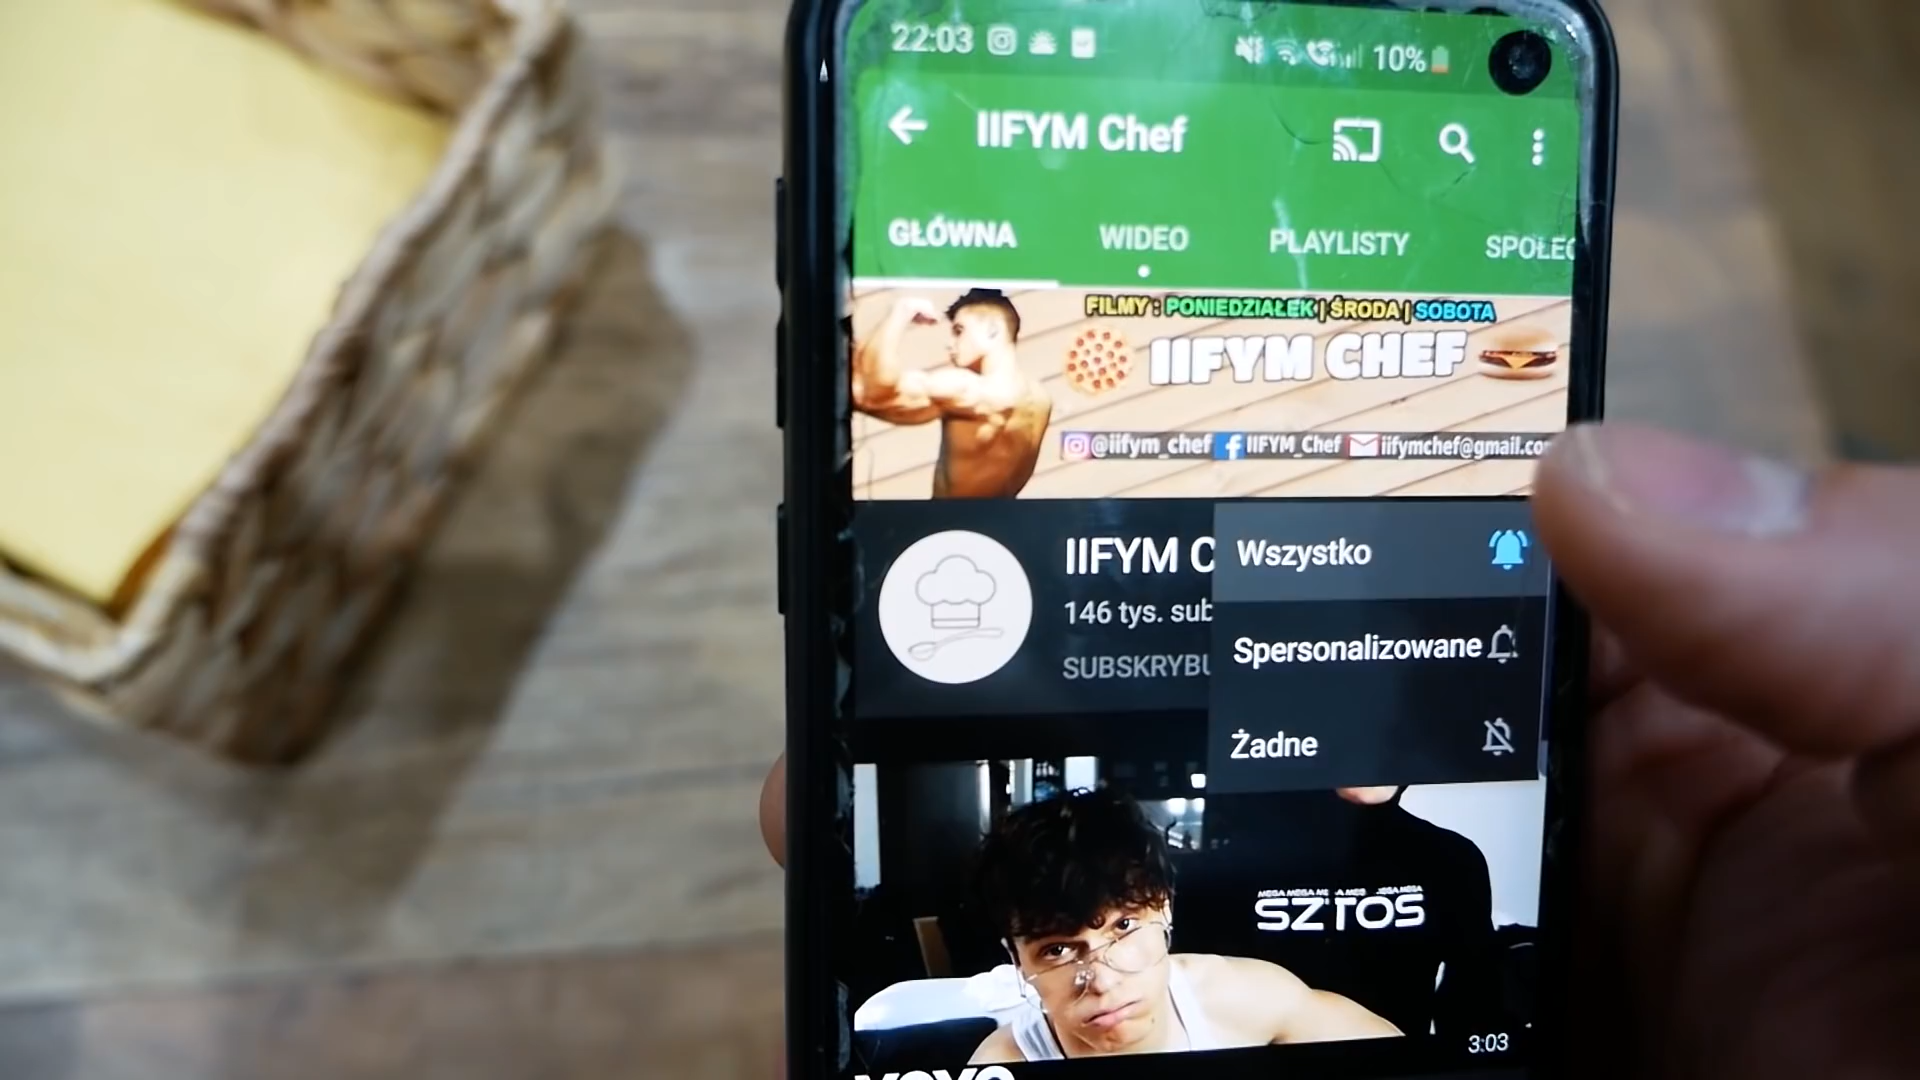 22:03 10%
IIFYM Chef
GŁÓWNA WIDEO PLAYLISTY SPOŁEC
FILMY : PONIEDZIAŁEK | ŚRODA | SOBOTA
IIFYM CHEF
@iifym_chef IIFYM_Chef iifymchef@gmail.co
IIFYM C
146 tys. sub
SUBSKRYBU
Wszystko
Spersonalizowane
Żadne
SZTOS
3:03